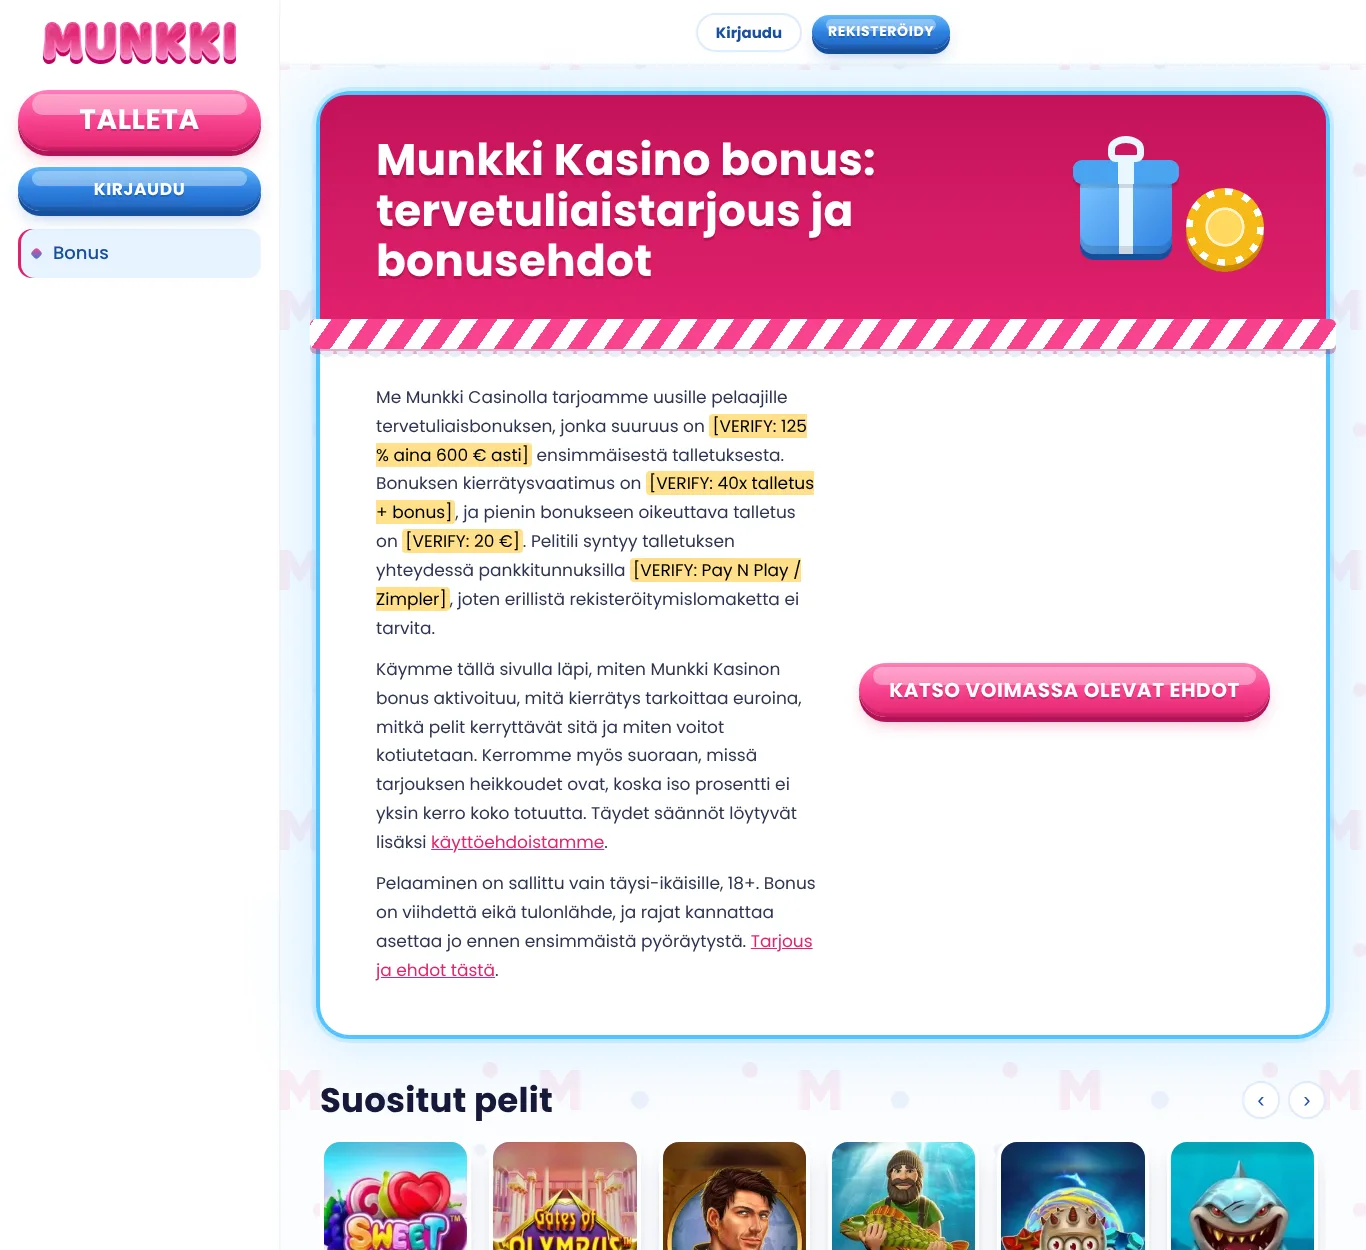 MUNKKI
TALLETA
KIRJAUDU
Bonus
Kirjaudu
REKISTERÖIDY
Munkki Kasino bonus:
tervetuliaistarjous ja
bonusehdot
Me Munkki Casinolla tarjoamme uusille pelaajille
tervetuliaisbonuksen, jonka suuruus on [VERIFY: 125
% aina 600 € asti] ensimmäisestä talletuksesta.
Bonuksen kierrätysvaatimus on [VERIFY: 40x talletus
+ bonus], ja pienin bonukseen oikeuttava talletus
on [VERIFY: 20 €]. Pelitili syntyy talletuksen
yhteydessä pankkitunnuksilla [VERIFY: Pay N Play /
Zimpler], joten erillistä rekisteröitymislomaketta ei
tarvita.
Käymme tällä sivulla läpi, miten Munkki Kasinon
bonus aktivoituu, mitä kierrätys tarkoittaa euroina,
mitkä pelit kerryttävät sitä ja miten voitot
kotiutetaan. Kerromme myös suoraan, missä
tarjouksen heikkoudet ovat, koska iso prosentti ei
yksin kerro koko totuutta. Täydet säännöt löytyvät
lisäksi käyttöehdoistamme.
Pelaaminen on sallittu vain täysi-ikäisille, 18+. Bonus
on viihdettä eikä tulonlähde, ja rajat kannattaa
asettaa jo ennen ensimmäistä pyöräytystä. Tarjous
ja ehdot tästä.
KATSO VOIMASSA OLEVAT EHDOT
Suositut pelit
SWEET™
Gates of
OLYMPUS™